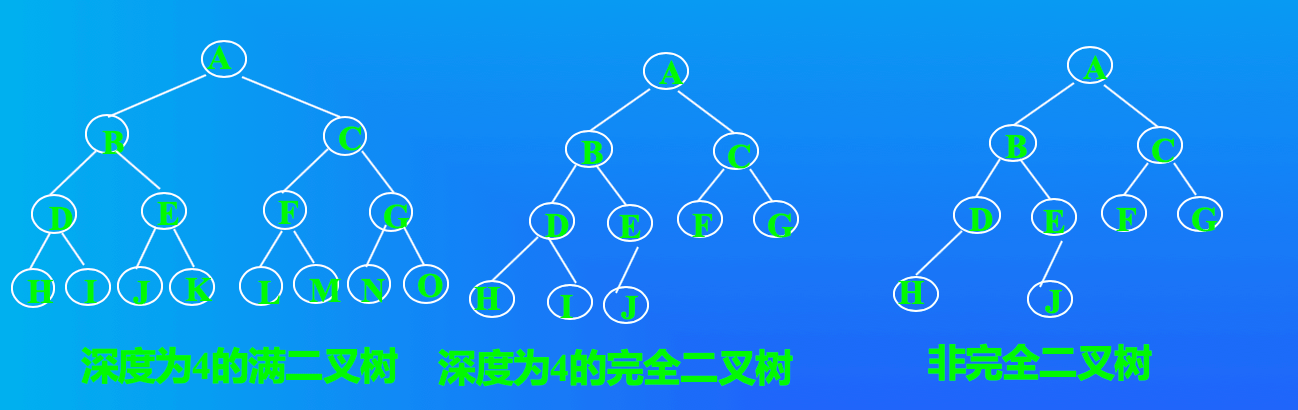 A
B C
D E F G
H I J K L M N O
深度为4的满二叉树
A
B C
D E F G
H I J
深度为4的完全二叉树
A
B C
D E F G
H J
非完全二叉树